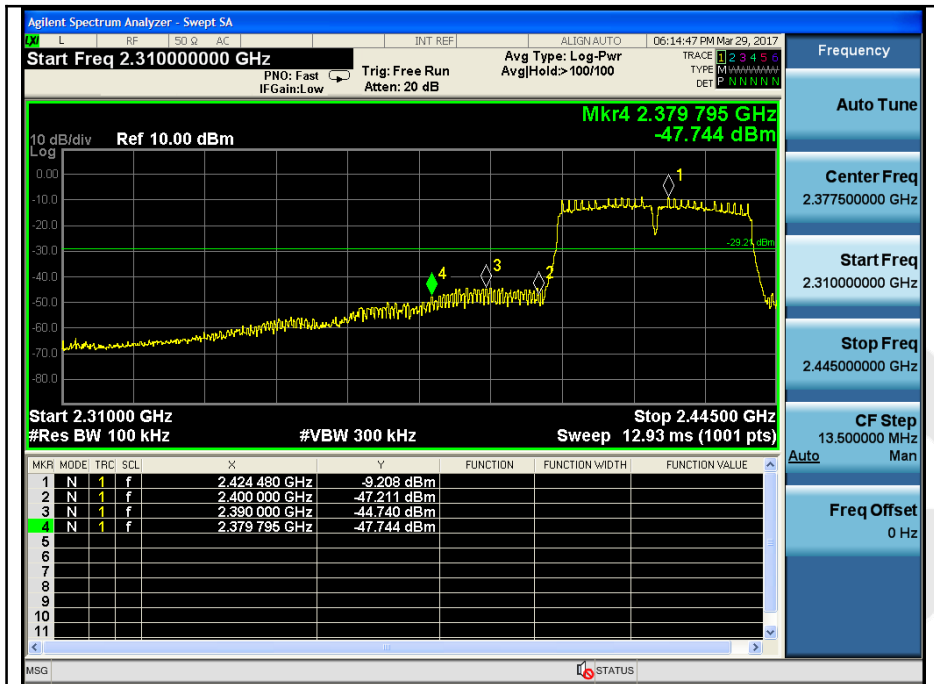 Agilent Spectrum Analyzer - Swept SA
LXI L RF 50 Ω AC INT REF ALIGN AUTO 06:14:47 PM Mar 29, 2017
Start Freq 2.310000000 GHz
PNO: Fast
IFGain:Low
Trig: Free Run
Atten: 20 dB
Avg Type: Log-Pwr
Avg|Hold:>100/100
TRACE 1 2 3 4 5 6
TYPE M WWWWW
DET P N N N N N
Mkr4 2.379 795 GHz
-47.744 dBm
10 dB/div Ref 10.00 dBm
Log
0.00
-10.0
-20.0
-30.0
-40.0
-50.0
-60.0
-70.0
-80.0
1
-29.21 dBm
4
3
2
Start 2.31000 GHz Stop 2.44500 GHz
#Res BW 100 kHz #VBW 300 kHz Sweep 12.93 ms (1001 pts)
MKR MODE TRC SCL X Y FUNCTION FUNCTION WIDTH FUNCTION VALUE
1 N 1 f 2.424 480 GHz -9.208 dBm
2 N 1 f 2.400 000 GHz -47.211 dBm
3 N 1 f 2.390 000 GHz -44.740 dBm
4 N 1 f 2.379 795 GHz -47.744 dBm
5
6
7
8
9
10
11
MSG STATUS
Frequency
Auto Tune
Center Freq
2.377500000 GHz
Start Freq
2.310000000 GHz
Stop Freq
2.445000000 GHz
CF Step
13.500000 MHz
Auto Man
Freq Offset
0 Hz